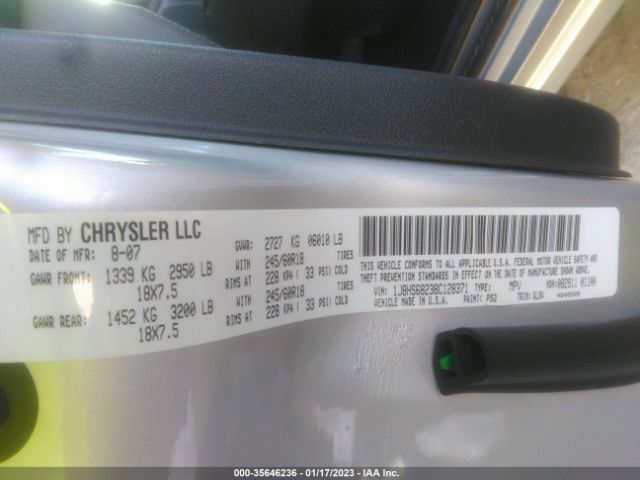 MFD BY CHRYSLER LLC
DATE OF MFR: 8-07
GVWR: 2727 KG 06010 LB
GAWR FRONT: 1339 KG 2950 LB
WITH 245/60R18 TIRES
18X7.5
RIMS AT 228 KPA ( 33 PSI) COLD
GAWR REAR: 1452 KG 3200 LB
WITH 245/60R18 TIRES
18X7.5
RIMS AT 228 KPA ( 33 PSI) COLD
THIS VEHICLE CONFORMS TO ALL APPLICABLE U.S.A. FEDERAL MOTOR VEHICLE SAFETY AND
THEFT PREVENTION STANDARDS IN EFFECT ON THE DATE OF MANUFACTURE SHOWN ABOVE.
VIN: TYPE: MPV
MADE IN U.S.A. PAINT: PS2 TRIM: GLDV
000-35646236 - 01/17/2023 - IAA Inc.